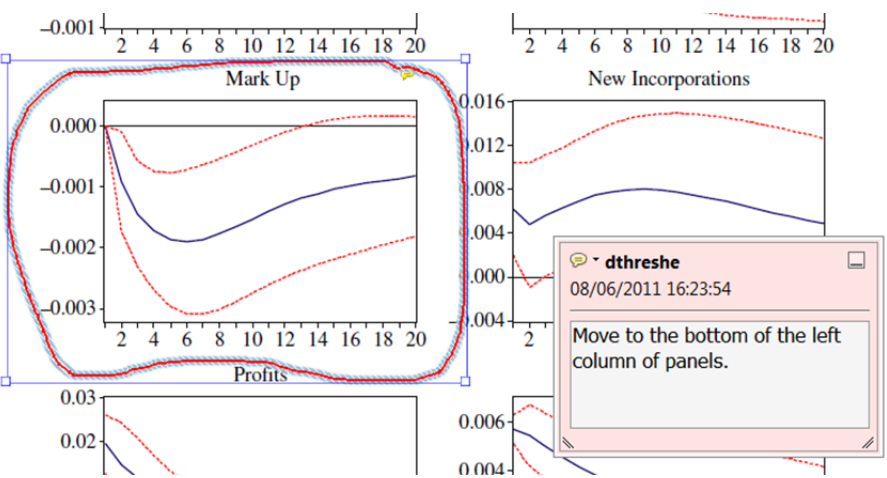 −0.001
2 4 6 8 10 12 14 16 18 20
2 4 6 8 10 12 14 16 18 20
Mark Up
New Incorporations
0.000
−0.001
−0.002
−0.003
2 4 6 8 10 12 14 16 18 20
0.016
0.012
.008
.004
.000
.004
2
dthreshe
08/06/2011 16:23:54
Move to the bottom of the left
column of panels.
Profits
0.03
0.02
0.006
0.004